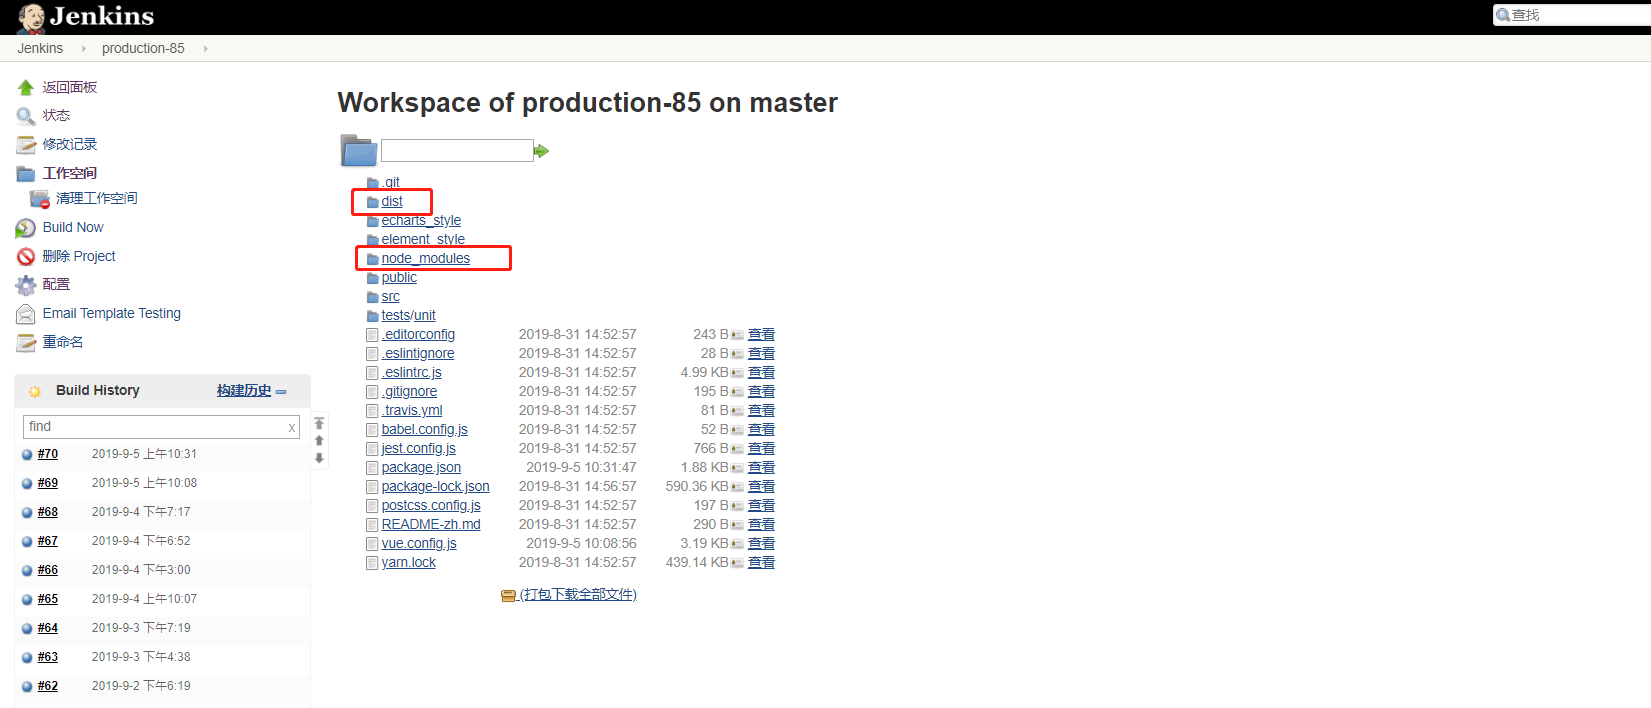 Jenkins
查找
Jenkins production-85
返回面板
状态
修改记录
工作空间
清理工作空间
Build Now
删除 Project
配置
Email Template Testing
重命名
Build History 构建历史
find x
#70 2019-9-5 上午10:31
#69 2019-9-5 上午10:08
#68 2019-9-4 下午7:17
#67 2019-9-4 下午6:52
#66 2019-9-4 下午3:00
#65 2019-9-4 上午10:07
#64 2019-9-3 下午7:19
#63 2019-9-3 下午4:38
#62 2019-9-2 下午6:19
Workspace of production-85 on master
.git
dist
echarts_style
element_style
node_modules
public
src
tests/unit
.editorconfig 2019-8-31 14:52:57 243 B 查看
.eslintignore 2019-8-31 14:52:57 28 B 查看
.eslintrc.js 2019-8-31 14:52:57 4.99 KB 查看
.gitignore 2019-8-31 14:52:57 195 B 查看
.travis.yml 2019-8-31 14:52:57 81 B 查看
babel.config.js 2019-8-31 14:52:57 52 B 查看
jest.config.js 2019-8-31 14:52:57 766 B 查看
package.json 2019-9-5 10:31:47 1.88 KB 查看
package-lock.json 2019-8-31 14:56:57 590.36 KB 查看
postcss.config.js 2019-8-31 14:52:57 197 B 查看
README-zh.md 2019-8-31 14:52:57 290 B 查看
vue.config.js 2019-9-5 10:08:56 3.19 KB 查看
yarn.lock 2019-8-31 14:52:57 439.14 KB 查看
(打包下载全部文件)